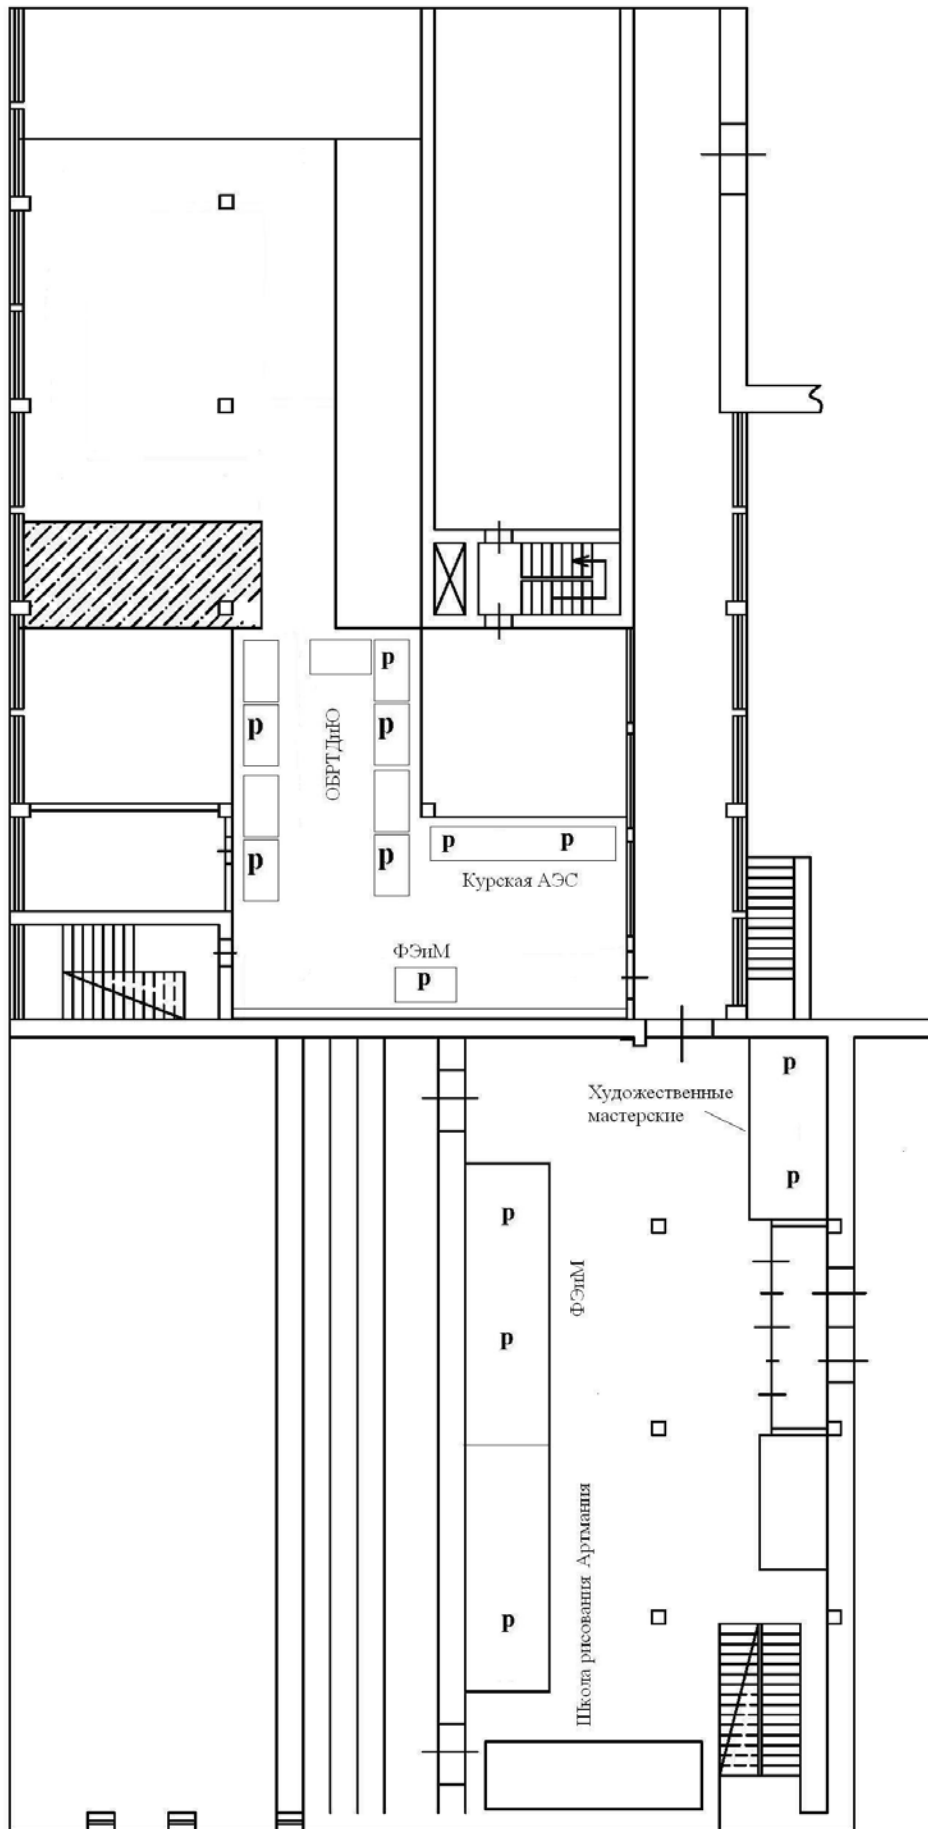 р
ОБРТДиЮ
р
р
р
р
р
р
Курская АЭС
ФЭиМ
р
р
Художественные
мастерские
р
р
ФЭиМ
р
Школа рисования Артмания
р